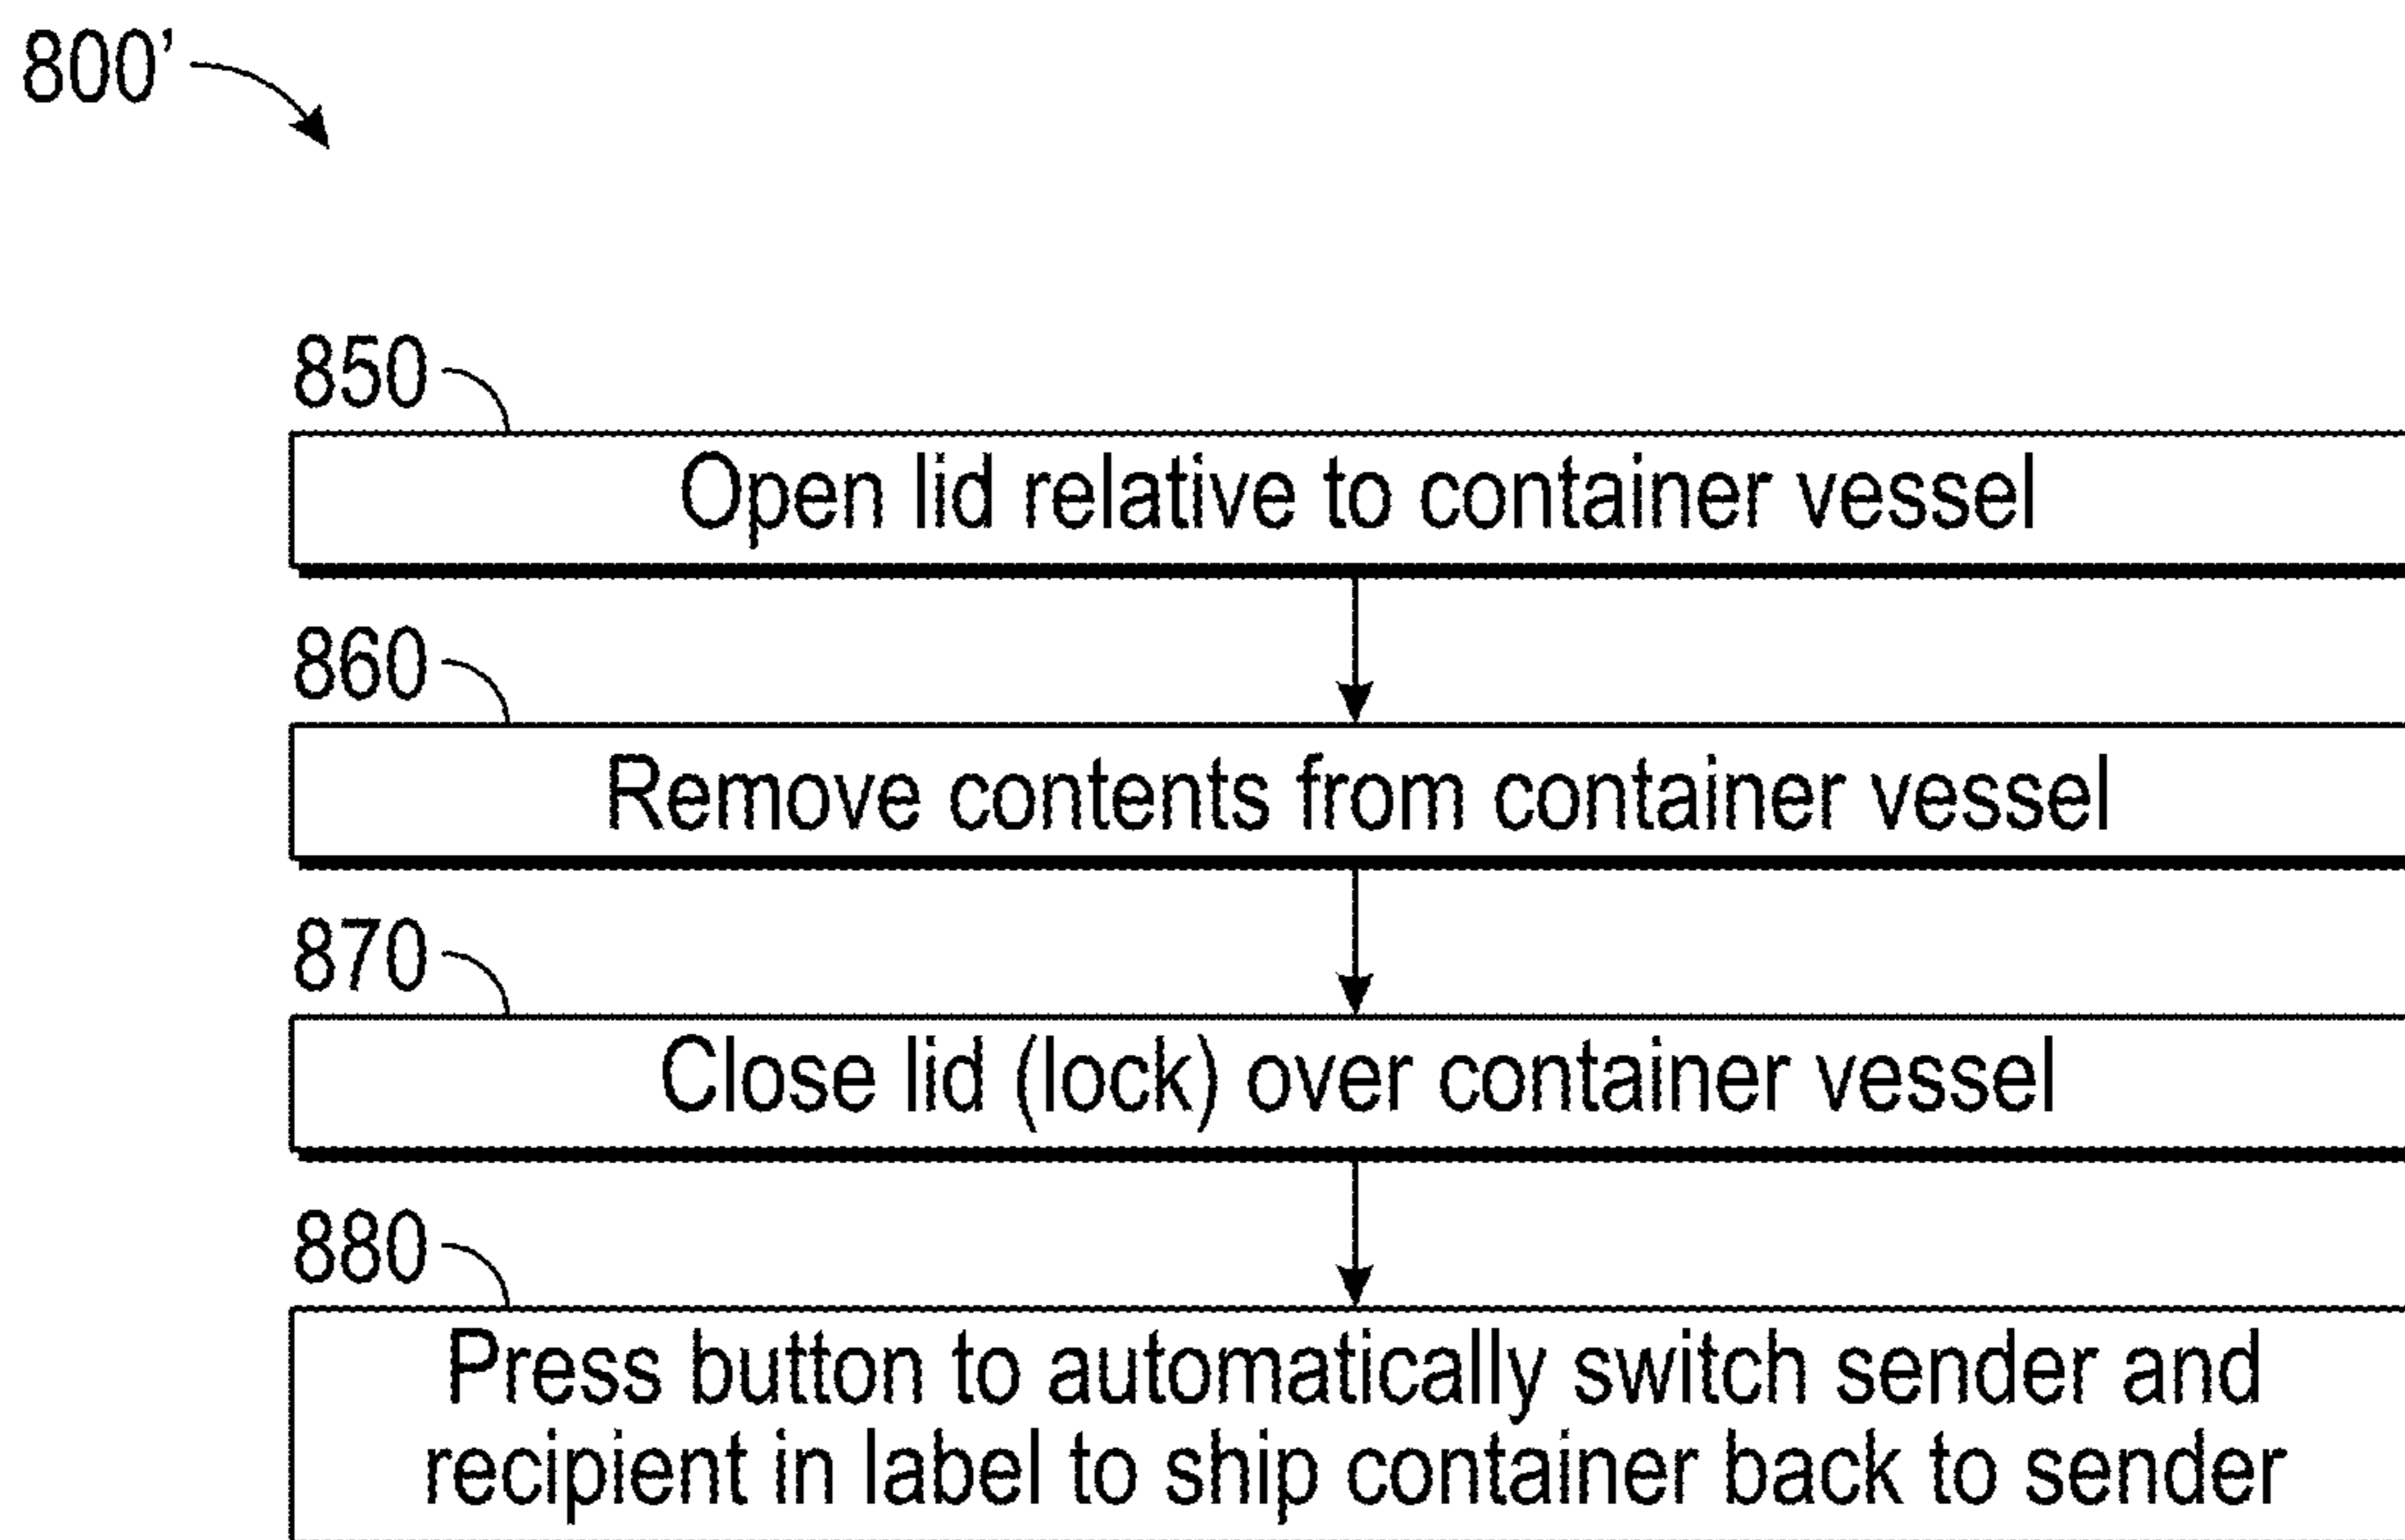 800’
850
Open lid relative to container vessel
860
Remove contents from container vessel
870
Close lid (lock) over container vessel
880
Press button to automatically switch sender and
recipient in label to ship container back to sender